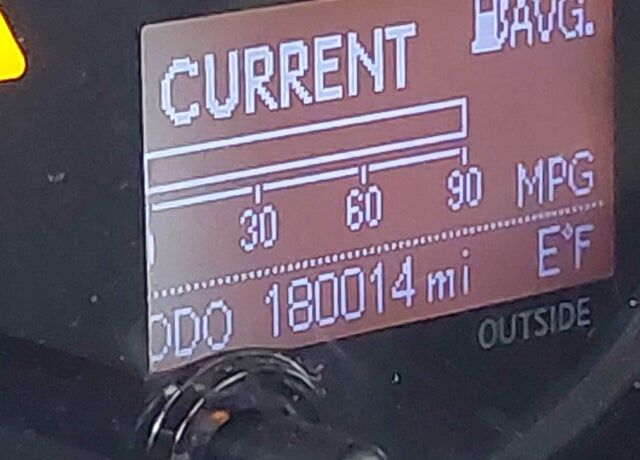 AVG.
CURRENT
30 60 90 MPG
ODO 180014 mi E°F
OUTSIDE